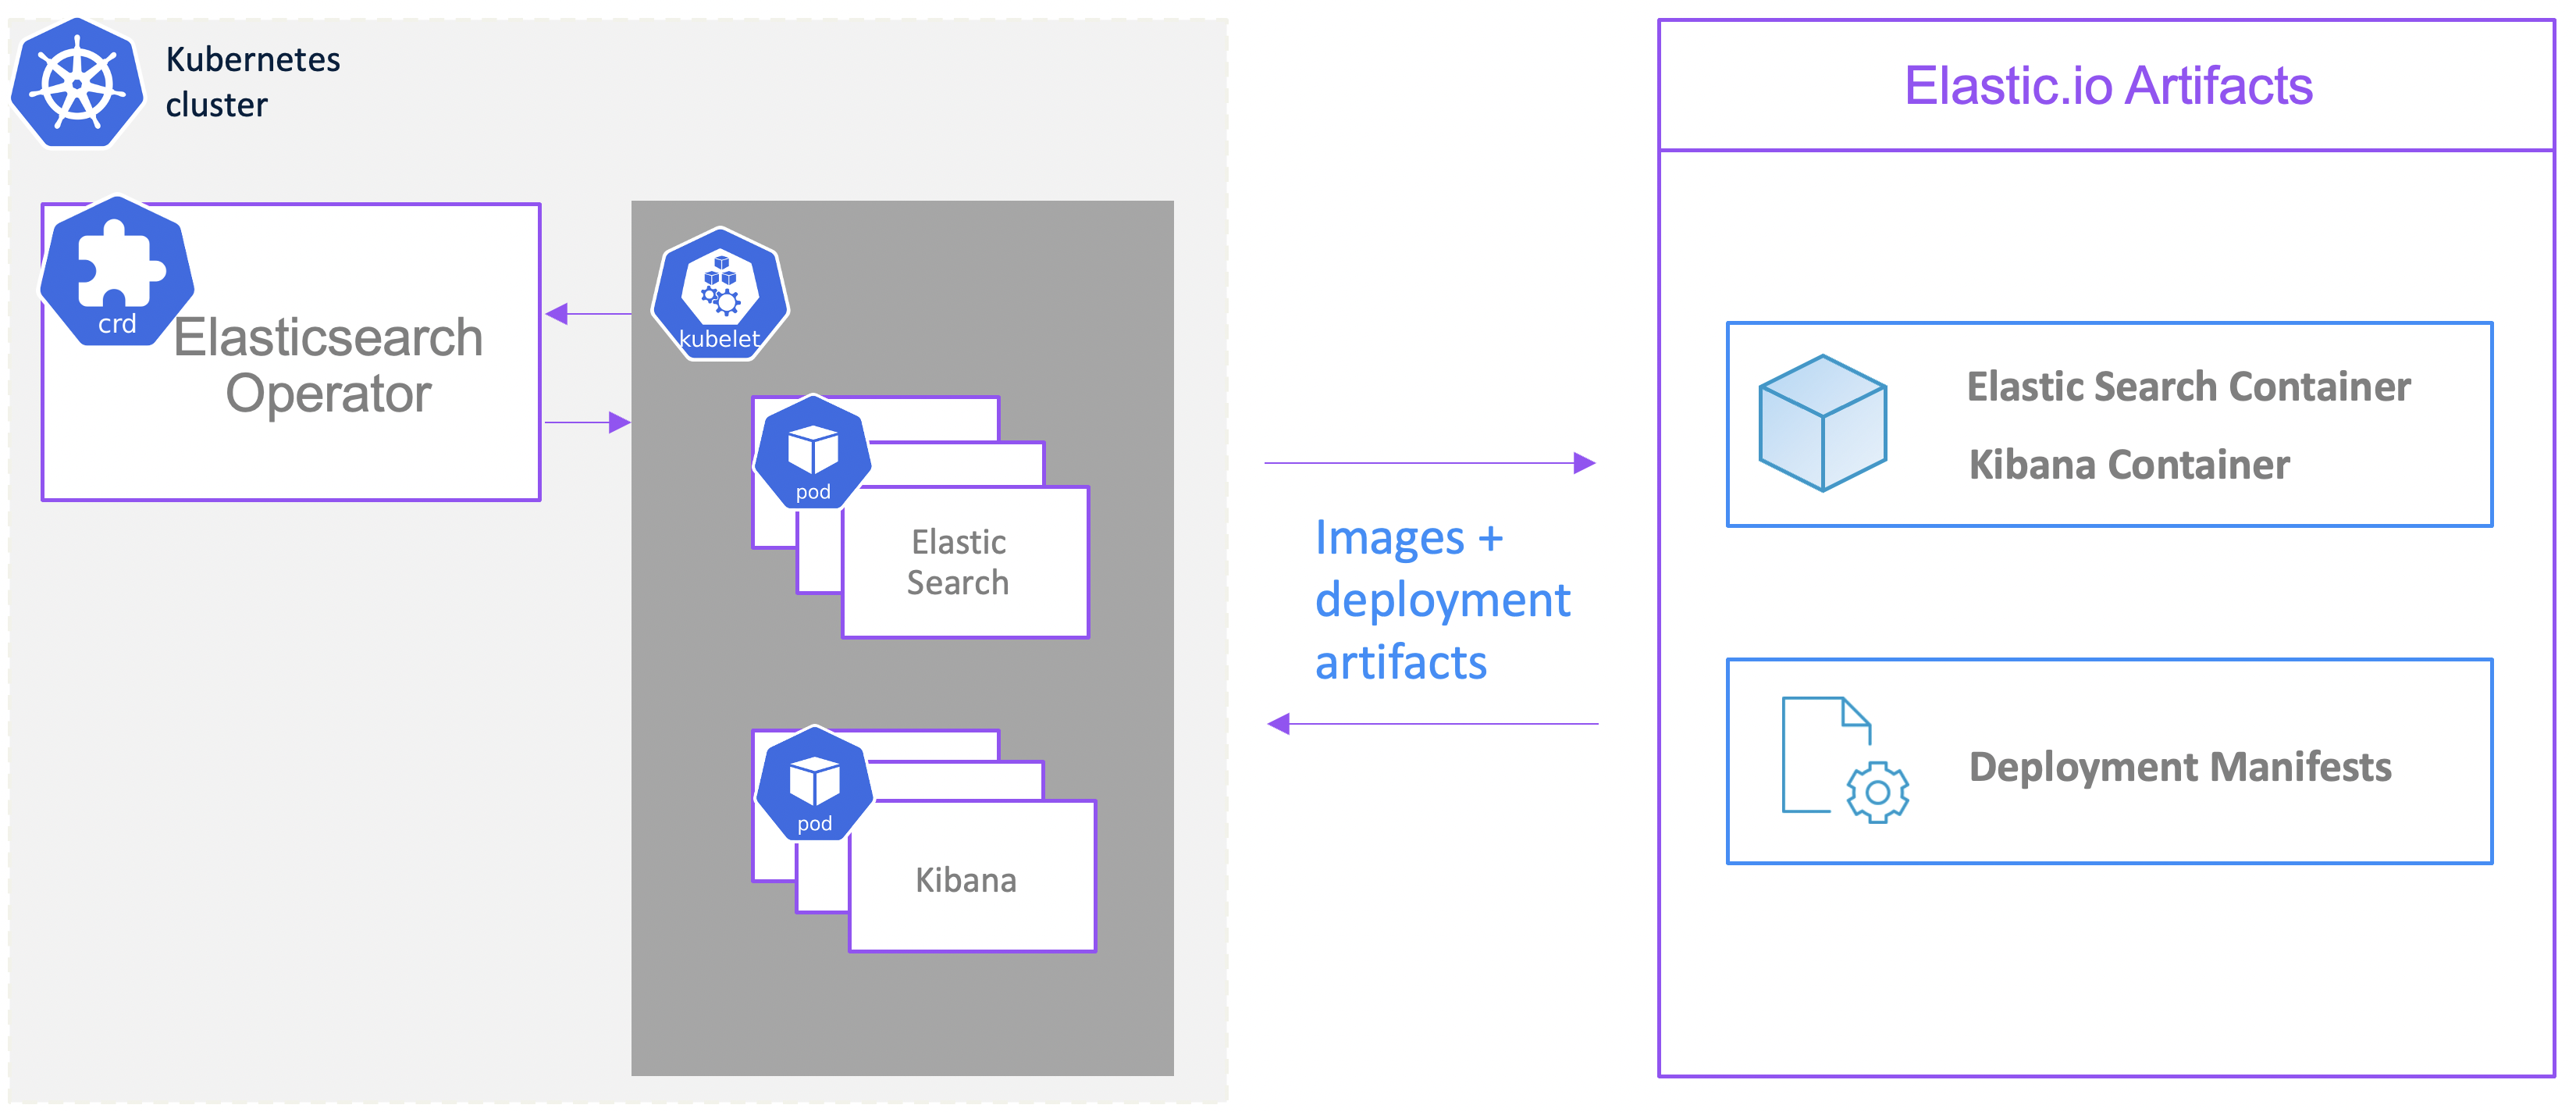 Kubernetes
cluster
crd
Elasticsearch
Operator
kubelet
pod
Elastic
Search
pod
Kibana
Images +
deployment
artifacts
Elastic.io Artifacts
Elastic Search Container
Kibana Container
Deployment Manifests